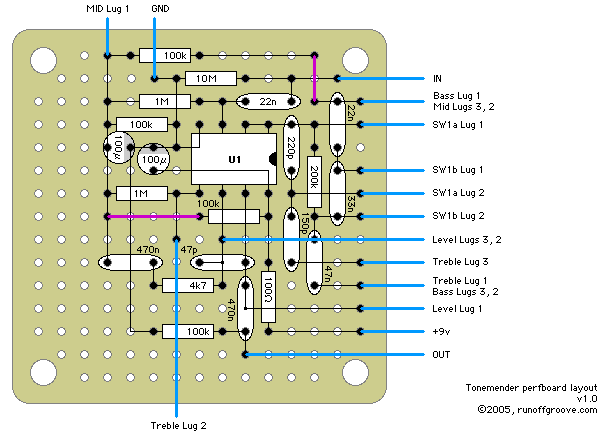 MID Lug 1 GND
100k
IN
10M
Bass Lug 1
Mid Lugs 3, 2
1M
22n
22n
SW1a Lug 1
100k
100µ
100µ
U1
220p
200k
SW1b Lug 1
1M
100k
33n
SW1a Lug 2
SW1b Lug 2
150p
470n
47p
Level Lugs 3, 2
Treble Lug 3
47n
4k7
470n
100Ω
Treble Lug 1
Bass Lugs 3, 2
Level Lug 1
100k
+9v
OUT
Tonemender perfboard layout
v1.0
©2005, runoffgroove.com
Treble Lug 2